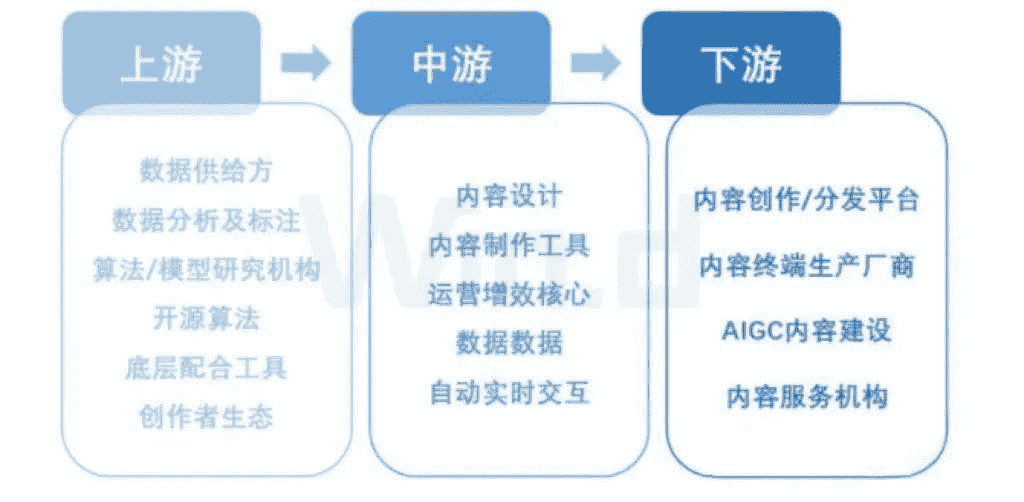 上游
数据供给方
数据分析及标注
算法/模型研究机构
开源算法
底层配合工具
创作者生态
中游
内容设计
内容制作工具
运营增效核心
数据数据
自动实时交互
下游
内容创作/分发平台
内容终端生产厂商
AIGC内容建设
内容服务机构